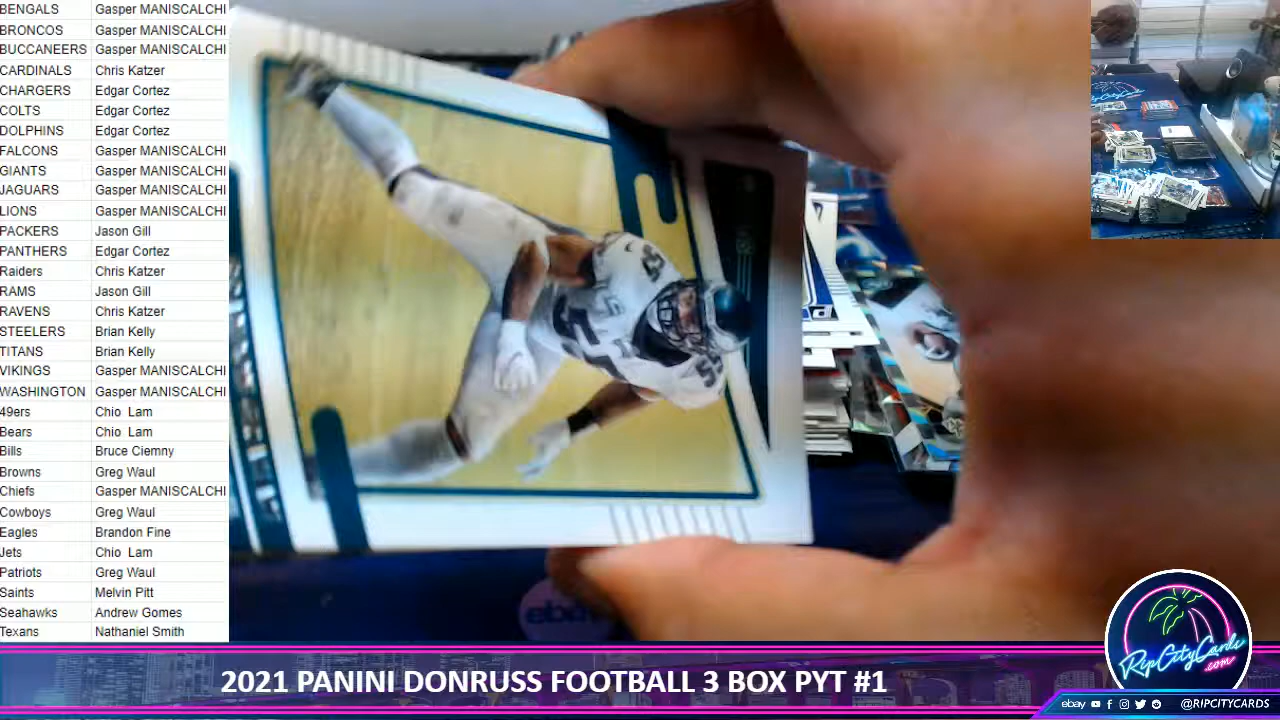 BENGALS Gasper MANISCALCHI
BRONCOS Gasper MANISCALCHI
BUCCANEERS Gasper MANISCALCHI
CARDINALS Chris Katzer
CHARGERS Edgar Cortez
COLTS Edgar Cortez
DOLPHINS Edgar Cortez
FALCONS Gasper MANISCALCHI
GIANTS Gasper MANISCALCHI
JAGUARS Gasper MANISCALCHI
LIONS Gasper MANISCALCHI
PACKERS Jason Gill
PANTHERS Edgar Cortez
Raiders Chris Katzer
RAMS Jason Gill
RAVENS Chris Katzer
STEELERS Brian Kelly
TITANS Brian Kelly
VIKINGS Gasper MANISCALCHI
WASHINGTON Gasper MANISCALCHI
49ers Chio Lam
Bears Chio Lam
Bills Bruce Ciemny
Browns Greg Waul
Chiefs Gasper MANISCALCHI
Cowboys Greg Waul
Eagles Brandon Fine
Jets Chio Lam
Patriots Greg Waul
Saints Melvin Pitt
Seahawks Andrew Gomes
Texans Nathaniel Smith
55
ebay
RipCityCards
.com
2021 PANINI DONRUSS FOOTBALL 3 BOX PYT #1
ebay @RIPCITYCARDS